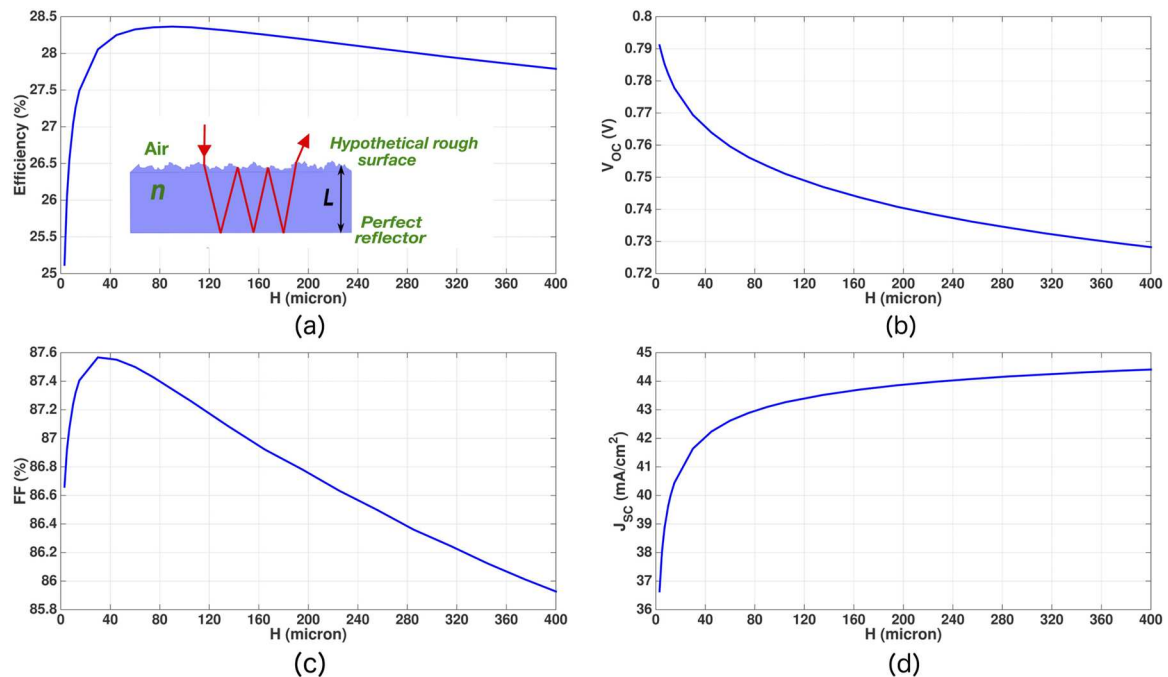 28.5
28
27.5
27
26.5
26
25.5
25
Efficiency (%)
Air
n
Hypothetical rough
surface
L
Perfect
reflector
0 40 80 120 160 200 240 280 320 360 400
H (micron)
(a)
0.8
0.79
0.78
0.77
0.76
0.75
0.74
0.73
0.72
VOC (V)
0 40 80 120 160 200 240 280 320 360 400
H (micron)
(b)
87.6
87.4
87.2
87
86.8
86.6
86.4
86.2
86
85.8
FF (%)
0 40 80 120 160 200 240 280 320 360 400
H (micron)
(c)
45
44
43
42
41
40
39
38
37
36
JSC (mA/cm²)
0 40 80 120 160 200 240 280 320 360 400
H (micron)
(d)